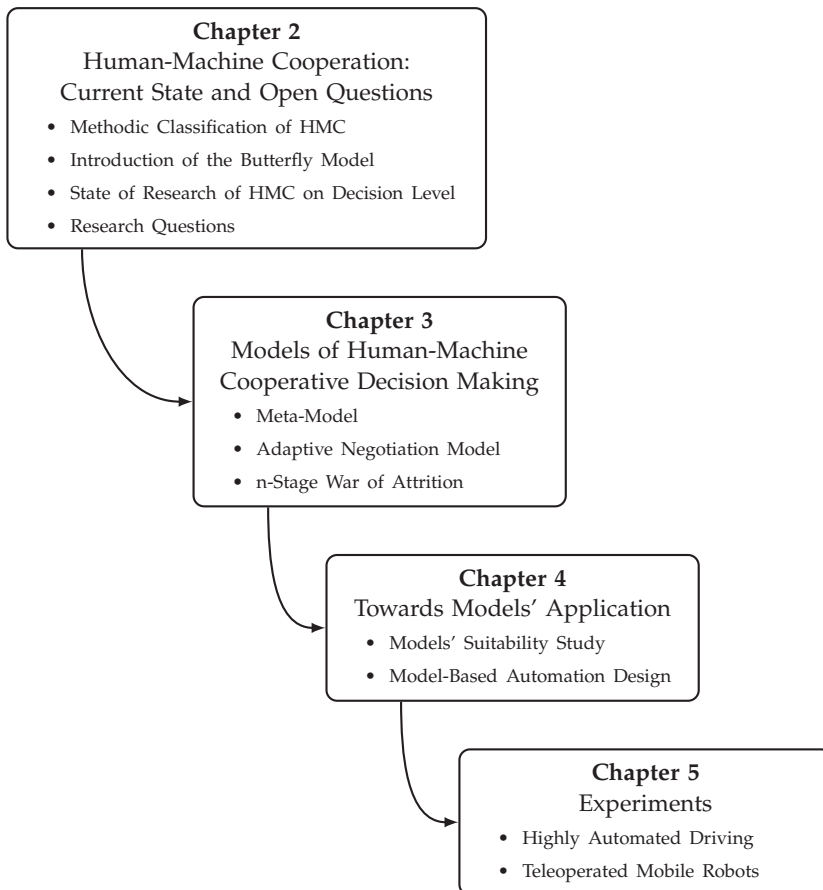 Chapter 2
Human-Machine Cooperation:
Current State and Open Questions
• Methodic Classification of HMC
• Introduction of the Butterfly Model
• State of Research of HMC on Decision Level
• Research Questions
Chapter 3
Models of Human-Machine
Cooperative Decision Making
• Meta-Model
• Adaptive Negotiation Model
• n-Stage War of Attrition
Chapter 4
Towards Models' Application
• Models' Suitability Study
• Model-Based Automation Design
Chapter 5
Experiments
• Highly Automated Driving
• Teleoperated Mobile Robots